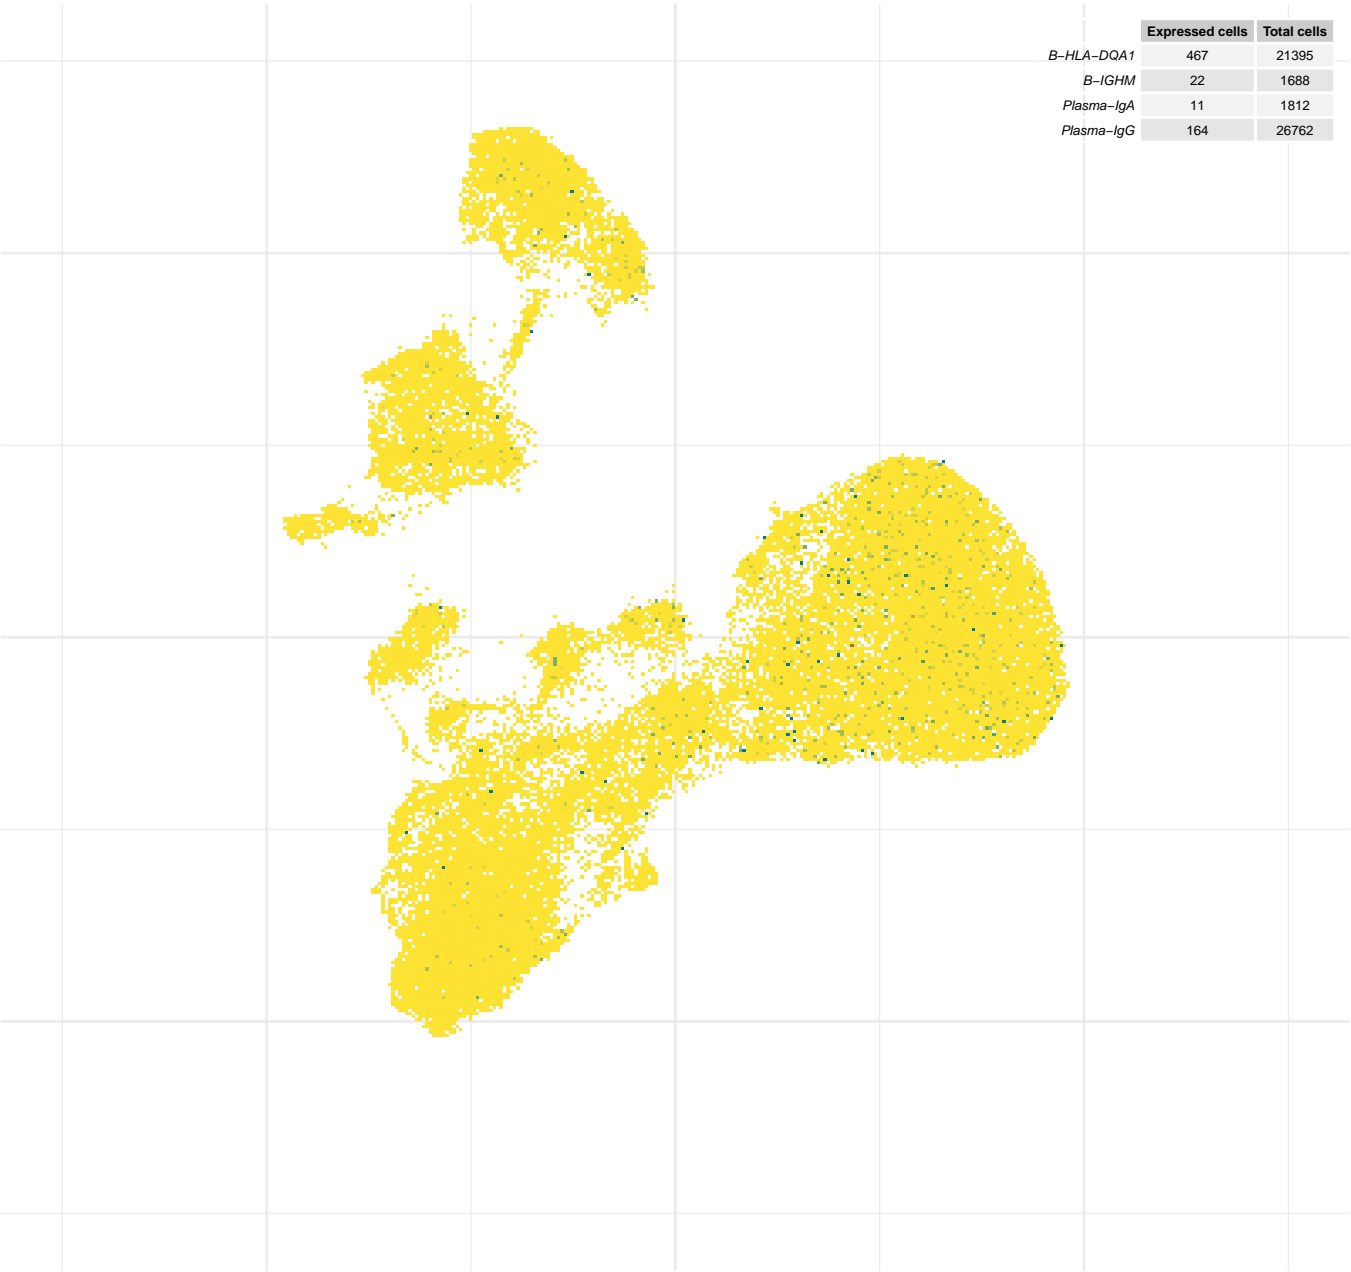 Expressed cells Total cells
B−HLA−DQA1 467 21395
B−IGHM 22 1688
Plasma−IgA 11 1812
Plasma−IgG 164 26762